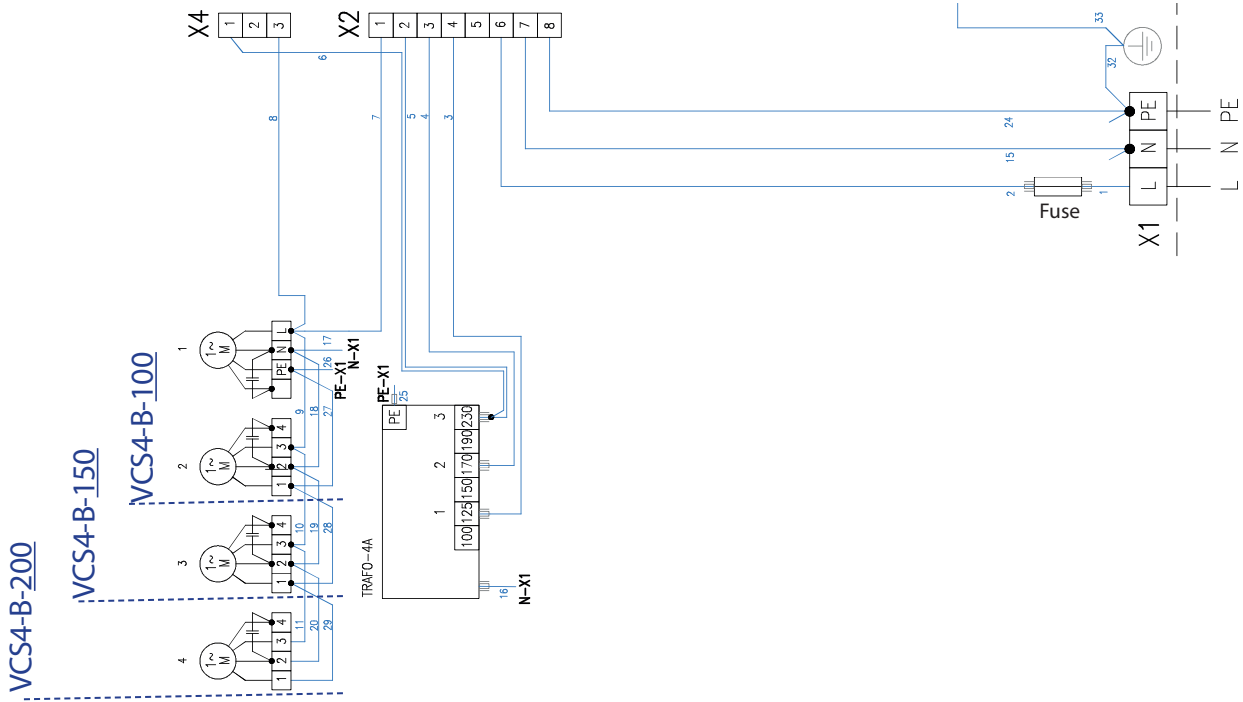 X4
1
2
3
X2
1
2
3
4
5
6
7
8
33
32
6
8
7
5
4
3
24
15
2
1
Fuse
PE
N
L
PE
N
L
X1
1
1~
M
L
N
PE
17
26
N-X1
PE-X1
VCS4-B-100
9
18
27
2
1~
M
4
3
2
1
VCS4-B-150
10
19
28
3
1~
M
4
3
2
1
VCS4-B-200
11
20
29
4
1~
M
4
3
2
1
PE-X1
25
PE
3
2
1
230
190
170
150
125
100
TRAFO-4A
16
N-X1